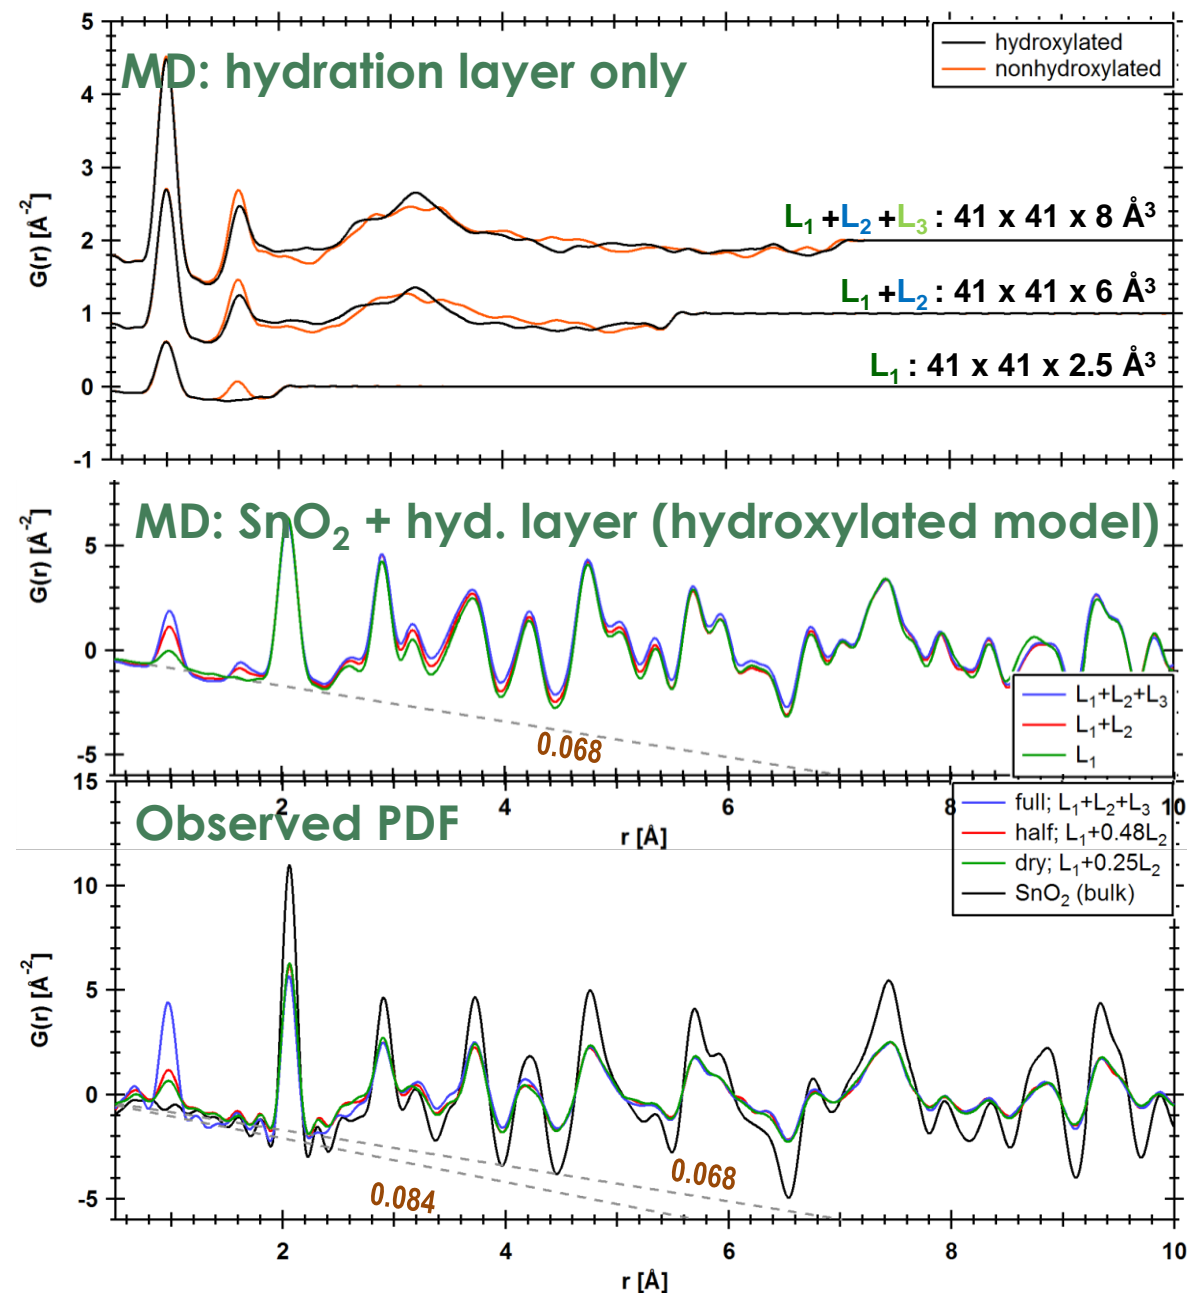 MD: hydration layer only
hydroxylated
nonhydroxylated
5
4
3
2
1
0
-1
G(r) [Å⁻²]
L₁ +L₂ +L₃ : 41 x 41 x 8 Å³
L₁ +L₂ : 41 x 41 x 6 Å³
L₁ : 41 x 41 x 2.5 Å³
MD: SnO₂ + hyd. layer (hydroxylated model)
G(r) [Å⁻²]
5
0
-5
0.068
L₁+L₂+L₃
L₁+L₂
L₁
2 4 6 8 10
r [Å]
Observed PDF
full; L₁+L₂+L₃
half; L₁+0.48L₂
dry; L₁+0.25L₂
SnO₂ (bulk)
15
10
5
0
-5
G(r) [Å⁻²]
0.068
0.084
2 4 6 8 10
r [Å]